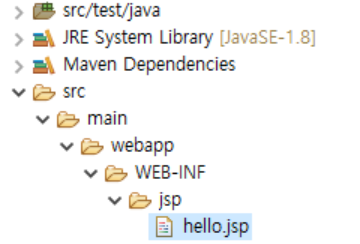 src/test/java
JRE System Library [JavaSE-1.8]
Maven Dependencies
src
main
webapp
WEB-INF
jsp
hello.jsp